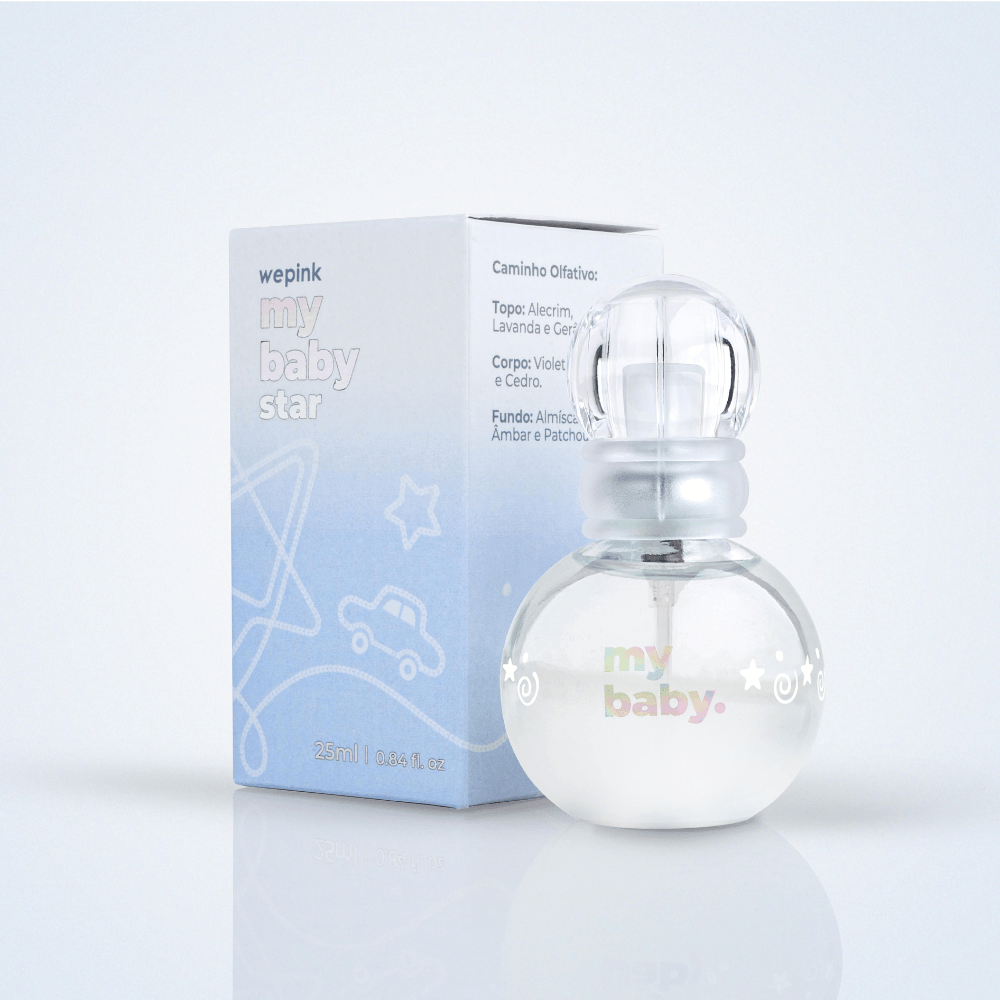 wepink
my
baby
star
25ml | 0.84 fl. oz
Caminho Olfativo:
Topo: Alecrim,
Lavanda e
Corpo:
e Cedro.
Fundo:
Âmbar e
my
baby.